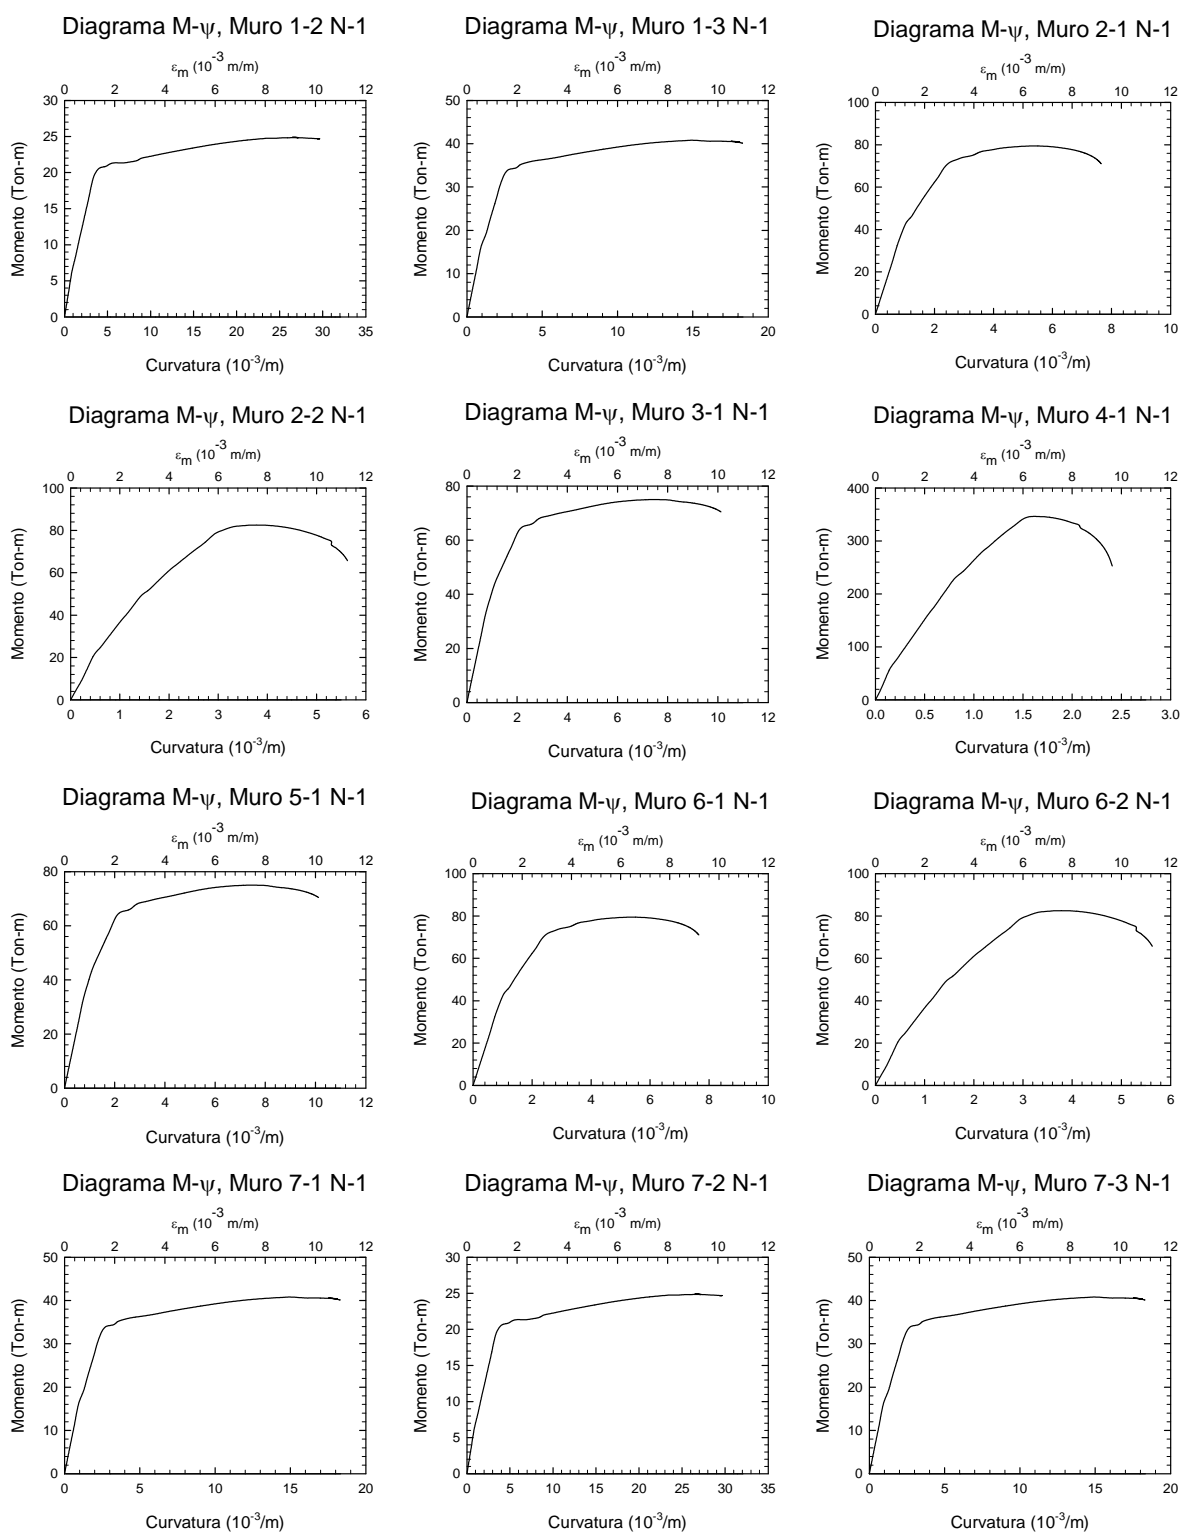 Diagrama M-ψ, Muro 1-2 N-1
εm (10-3 m/m)
0 2 4 6 8 10 12
Momento (Ton-m)
30
25
20
15
10
5
0
0 5 10 15 20 25 30 35
Curvatura (10-3/m)
Diagrama M-ψ, Muro 1-3 N-1
εm (10-3 m/m)
0 2 4 6 8 10 12
Momento (Ton-m)
50
40
30
20
10
0
0 5 10 15 20
Curvatura (10-3/m)
Diagrama M-ψ, Muro 2-1 N-1
εm (10-3 m/m)
0 2 4 6 8 10 12
Momento (Ton-m)
100
80
60
40
20
0
0 2 4 6 8 10
Curvatura (10-3/m)
Diagrama M-ψ, Muro 2-2 N-1
εm (10-3 m/m)
0 2 4 6 8 10 12
Momento (Ton-m)
100
80
60
40
20
0
0 1 2 3 4 5 6
Curvatura (10-3/m)
Diagrama M-ψ, Muro 3-1 N-1
εm (10-3 m/m)
0 2 4 6 8 10 12
Momento (Ton-m)
80
60
40
20
0
0 2 4 6 8 10 12
Curvatura (10-3/m)
Diagrama M-ψ, Muro 4-1 N-1
εm (10-3 m/m)
0 2 4 6 8 10 12
Momento (Ton-m)
400
300
200
100
0
0.0 0.5 1.0 1.5 2.0 2.5 3.0
Curvatura (10-3/m)
Diagrama M-ψ, Muro 5-1 N-1
εm (10-3 m/m)
0 2 4 6 8 10 12
Momento (Ton-m)
80
60
40
20
0
0 2 4 6 8 10 12
Curvatura (10-3/m)
Diagrama M-ψ, Muro 6-1 N-1
εm (10-3 m/m)
0 2 4 6 8 10 12
Momento (Ton-m)
100
80
60
40
20
0
0 2 4 6 8 10
Curvatura (10-3/m)
Diagrama M-ψ, Muro 6-2 N-1
εm (10-3 m/m)
0 2 4 6 8 10 12
Momento (Ton-m)
100
80
60
40
20
0
0 1 2 3 4 5 6
Curvatura (10-3/m)
Diagrama M-ψ, Muro 7-1 N-1
εm (10-3 m/m)
0 2 4 6 8 10 12
Momento (Ton-m)
50
40
30
20
10
0
0 5 10 15 20
Curvatura (10-3/m)
Diagrama M-ψ, Muro 7-2 N-1
εm (10-3 m/m)
0 2 4 6 8 10 12
Momento (Ton-m)
30
25
20
15
10
5
0
0 5 10 15 20 25 30 35
Curvatura (10-3/m)
Diagrama M-ψ, Muro 7-3 N-1
εm (10-3 m/m)
0 2 4 6 8 10 12
Momento (Ton-m)
50
40
30
20
10
0
0 5 10 15 20
Curvatura (10-3/m)